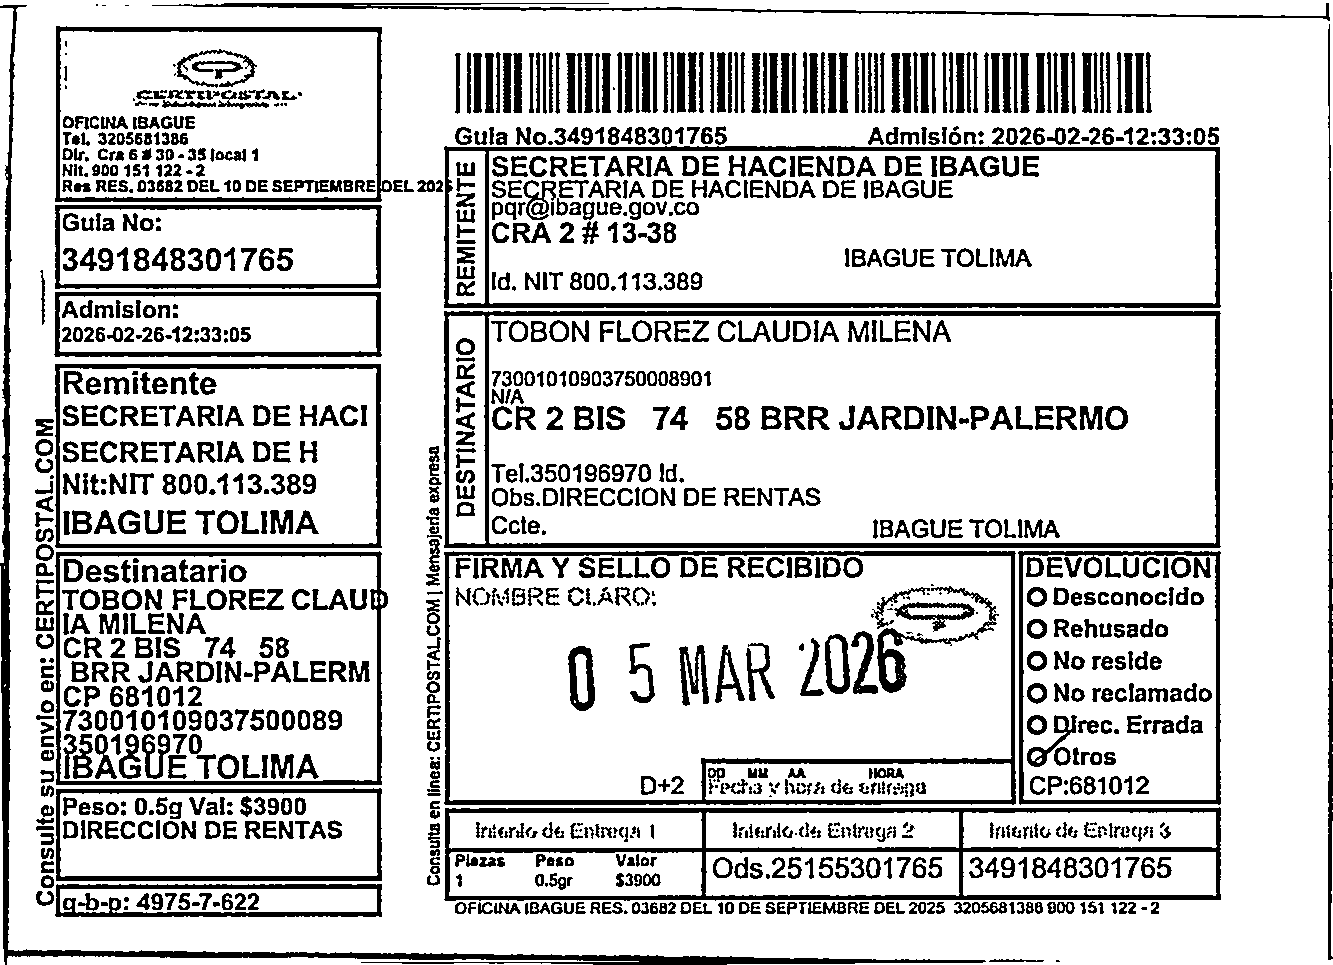 CERTIPOSTAL
OFICINA IBAGUE
Tel. 3205681386
Dir. Cra 6 # 30 - 35 local 1
Nit. 900 151 122 - 2
Res RES. 03682 DEL 10 DE SEPTIEMBRE DEL 2025
Guia No:
3491848301765
Admision:
2026-02-26-12:33:05
Remitente
SECRETARIA DE HACI
SECRETARIA DE H
Nit:NIT 800.113.389
IBAGUE TOLIMA
Destinatario
TOBON FLOREZ CLAUD
IA MILENA
CR 2 BIS 74 58
BRR JARDIN-PALERM
CP 681012
730010109037500089
350196970
IBAGUE TOLIMA
Peso: 0.5g Val: $3900
DIRECCION DE RENTAS
q-b-p: 4975-7-622
Consulte su envio en: CERTIPOSTAL.COM
Consulta en linea: CERTIPOSTAL.COM | Mensajeria expresa
Guia No.3491848301765 Admisión: 2026-02-26-12:33:05
REMITENTE
SECRETARIA DE HACIENDA DE IBAGUE
SECRETARIA DE HACIENDA DE IBAGUE
pqr@ibague.gov.co
CRA 2 # 13-38
IBAGUE TOLIMA
Id. NIT 800.113.389
DESTINATARIO
TOBON FLOREZ CLAUDIA MILENA
73001010903750008901
N/A
CR 2 BIS 74 58 BRR JARDIN-PALERMO
Tel.350196970 Id.
Obs.DIRECCION DE RENTAS
Ccte. IBAGUE TOLIMA
FIRMA Y SELLO DE RECIBIDO
NOMBRE CLARO:
0 5 MAR 2026
D+2
DD MM AA HORA
Fecha y hora de entrega
DEVOLUCION
Desconocido
Rehusado
No reside
No reclamado
Direc. Errada
Otros
CP:681012
Intento de Entrega 1 Intento de Entrega 2 Intento de Entrega 3
Plazas Peso Valor
1 0.5gr $3900
Ods.25155301765 3491848301765
OFICINA IBAGUE RES. 03682 DEL 10 DE SEPTIEMBRE DEL 2025 3205681386 900 151 122 - 2